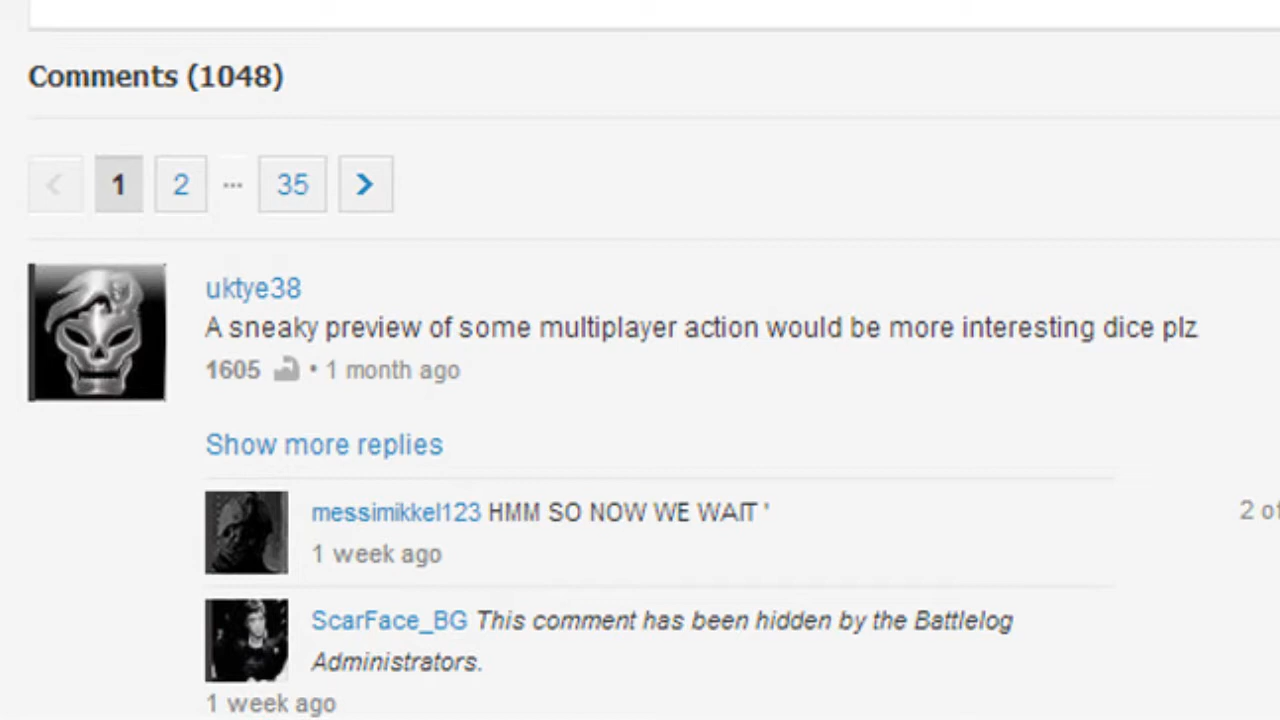 Comments (1048)
< 1 2 ... 35 >
uktye38
A sneaky preview of some multiplayer action would be more interesting dice plz
1605 • 1 month ago
Show more replies
messimikkel123 HMM SO NOW WE WAIT '
2 of
1 week ago
ScarFace_BG This comment has been hidden by the Battlelog
Administrators.
1 week ago